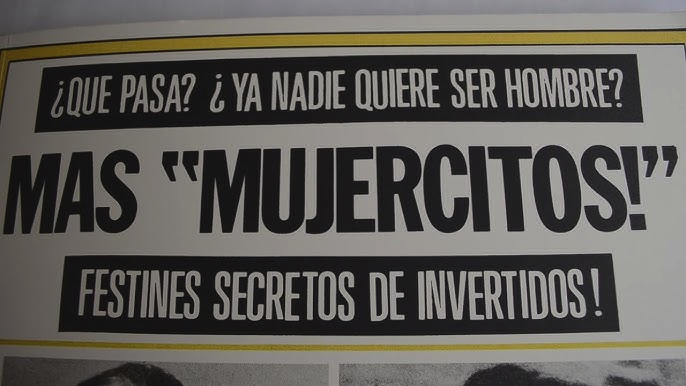 ¿QUE PASA? ¿YA NADIE QUIERE SER HOMBRE?
MAS "MUJERCITOS!"
FESTINES SECRETOS DE INVERTIDOS!